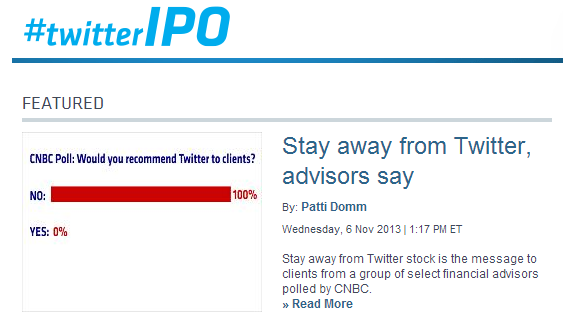 #twitterIPO
FEATURED
CNBC Poll: Would you recommend Twitter to clients?
NO: 100%
YES: 0%
Stay away from Twitter,
advisors say
By: Patti Domm
Wednesday, 6 Nov 2013 | 1:17 PM ET
Stay away from Twitter stock is the message to
clients from a group of select financial advisors
polled by CNBC.
» Read More